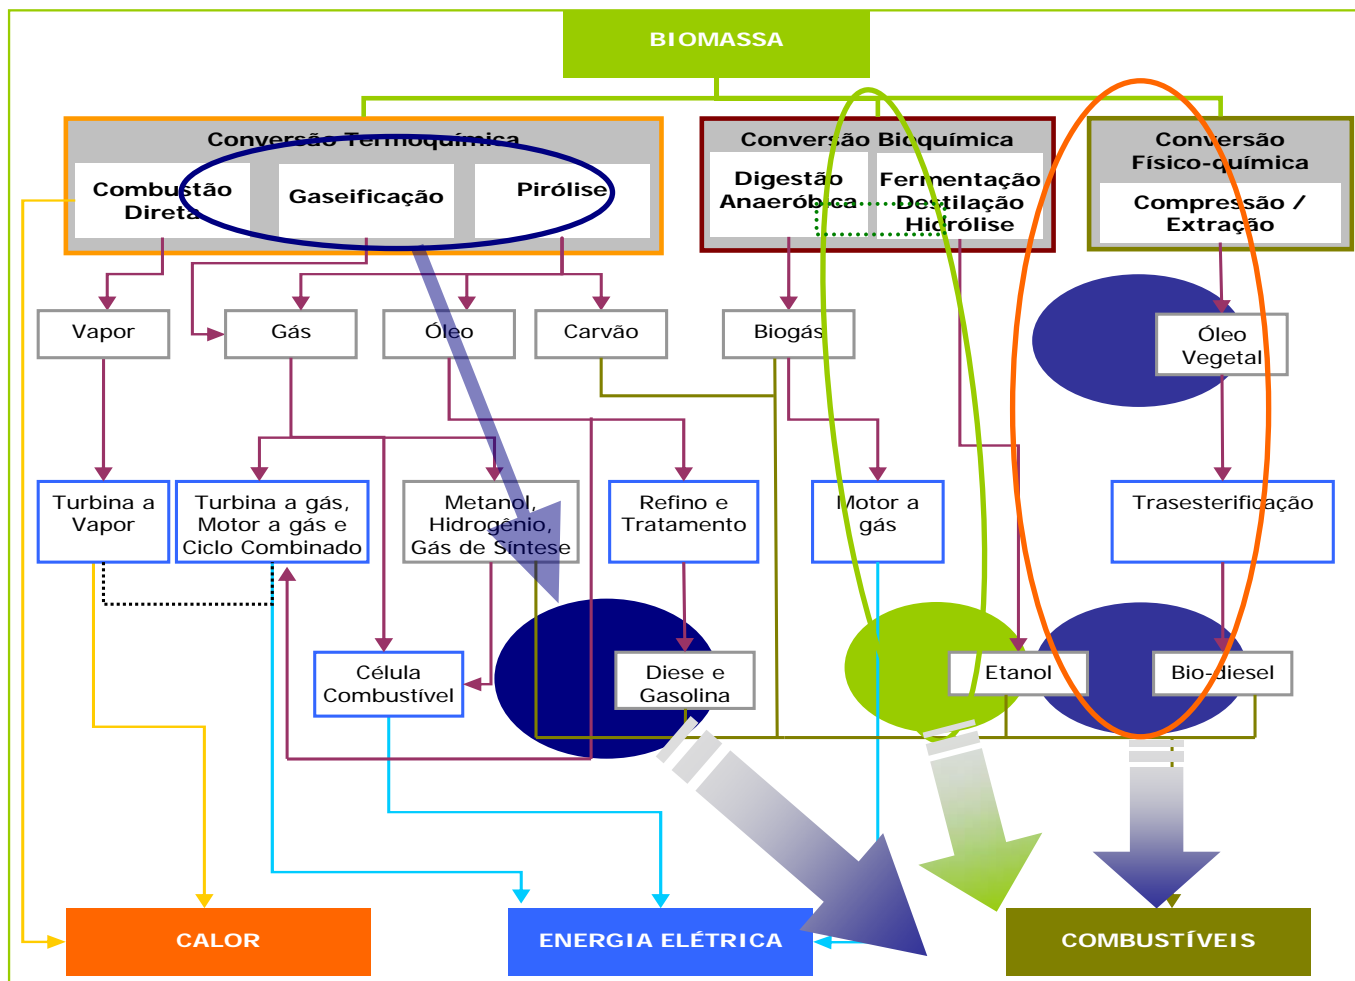 BIOMASSA
Conversão Termoquímica
Combustão
Direta
Gaseificação
Pirólise
Conversão Bioquímica
Digestão
Anaeróbica
Fermentação
Destilação
Hidrólise
Conversão
Físico-química
Compressão /
Extração
Vapor
Gás
Óleo
Carvão
Biogás
Óleo
Vegetal
Turbina a
Vapor
Turbina a gás,
Motor a gás e
Ciclo Combinado
Metanol,
Hidrogênio,
Gás de Síntese
Refino e
Tratamento
Motor a
gás
Trasesterificação
Célula
Combustível
Diese e
Gasolina
Etanol
Bio-diesel
CALOR
ENERGIA ELÉTRICA
COMBUSTÍVEIS